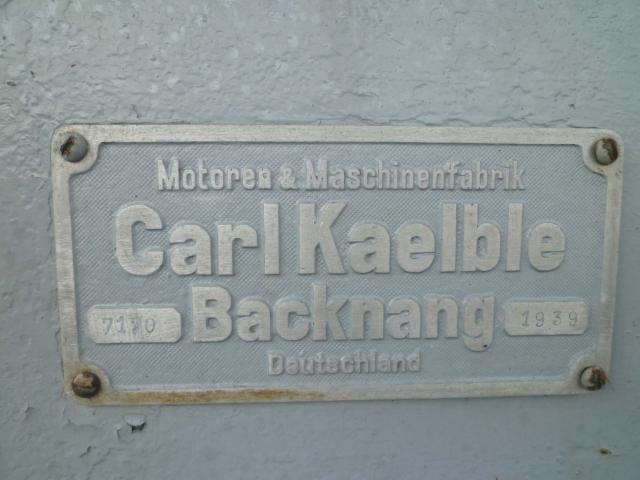 Motoren & Maschinenfabrik
Carl Kaelble
Backnang
1939
Deutschland